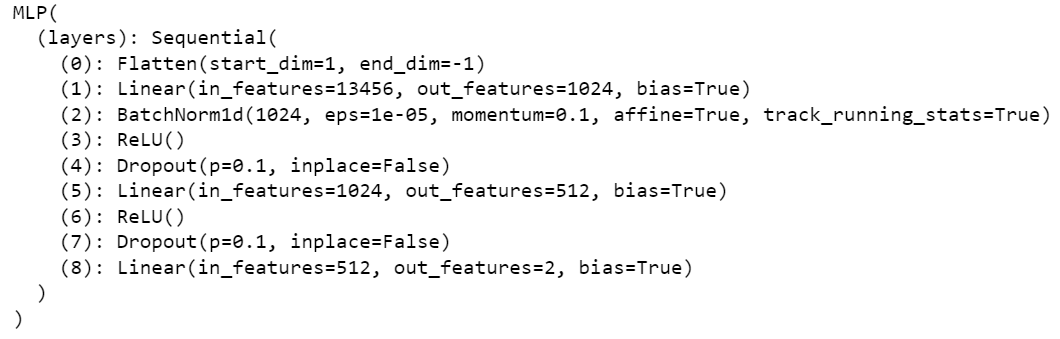 MLP(
  (layers): Sequential(
    (0): Flatten(start_dim=1, end_dim=-1)
    (1): Linear(in_features=13456, out_features=1024, bias=True)
    (2): BatchNorm1d(1024, eps=1e-05, momentum=0.1, affine=True, track_running_stats=True)
    (3): ReLU()
    (4): Dropout(p=0.1, inplace=False)
    (5): Linear(in_features=1024, out_features=512, bias=True)
    (6): ReLU()
    (7): Dropout(p=0.1, inplace=False)
    (8): Linear(in_features=512, out_features=2, bias=True)
  )
)